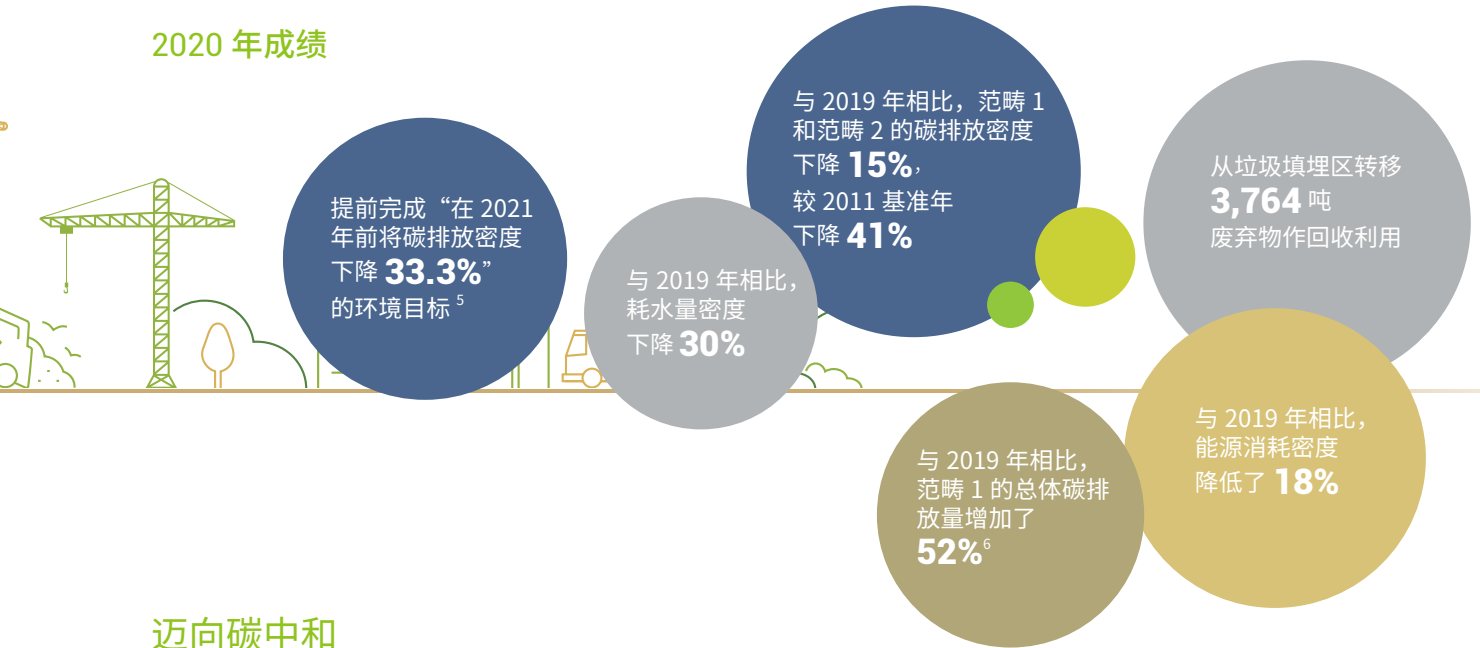 2020 年成绩
提前完成“在 2021
年前将碳排放密度
下降 33.3%”
的环境目标 5
与 2019 年相比，
耗水量密度
下降 30%
与 2019 年相比，范畴 1
和范畴 2 的碳排放密度
下降 15%，
较 2011 基准年
下降 41%
从垃圾填埋区转移
3,764 吨
废弃物作回收利用
与 2019 年相比，
范畴 1 的总体碳排
放量增加了
52%6
与 2019 年相比，
能源消耗密度
降低了 18%
迈向碳中和